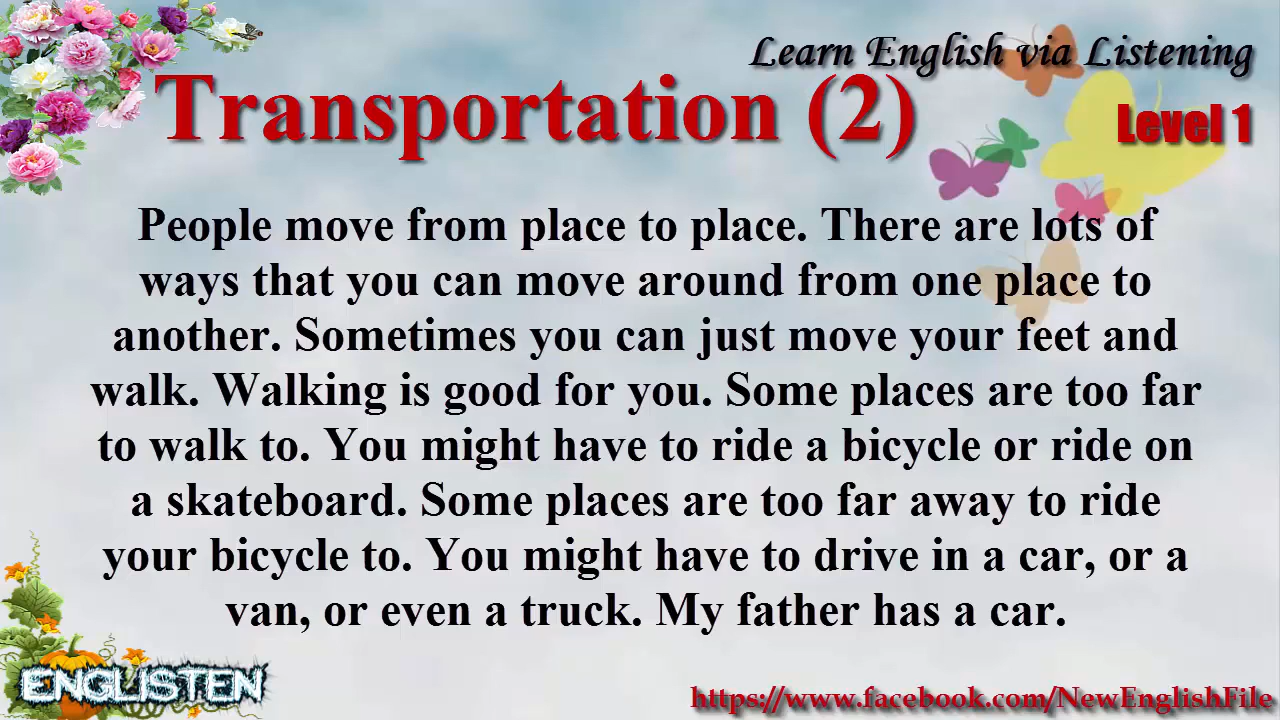 Learn English via Listening
Transportation (2)
Level 1
People move from place to place. There are lots of
ways that you can move around from one place to
another. Sometimes you can just move your feet and
walk. Walking is good for you. Some places are too far
to walk to. You might have to ride a bicycle or ride on
a skateboard. Some places are too far away to ride
your bicycle to. You might have to drive in a car, or a
van, or even a truck. My father has a car.
ENGLISTEN
https://www.facebook.com/NewEnglishFile